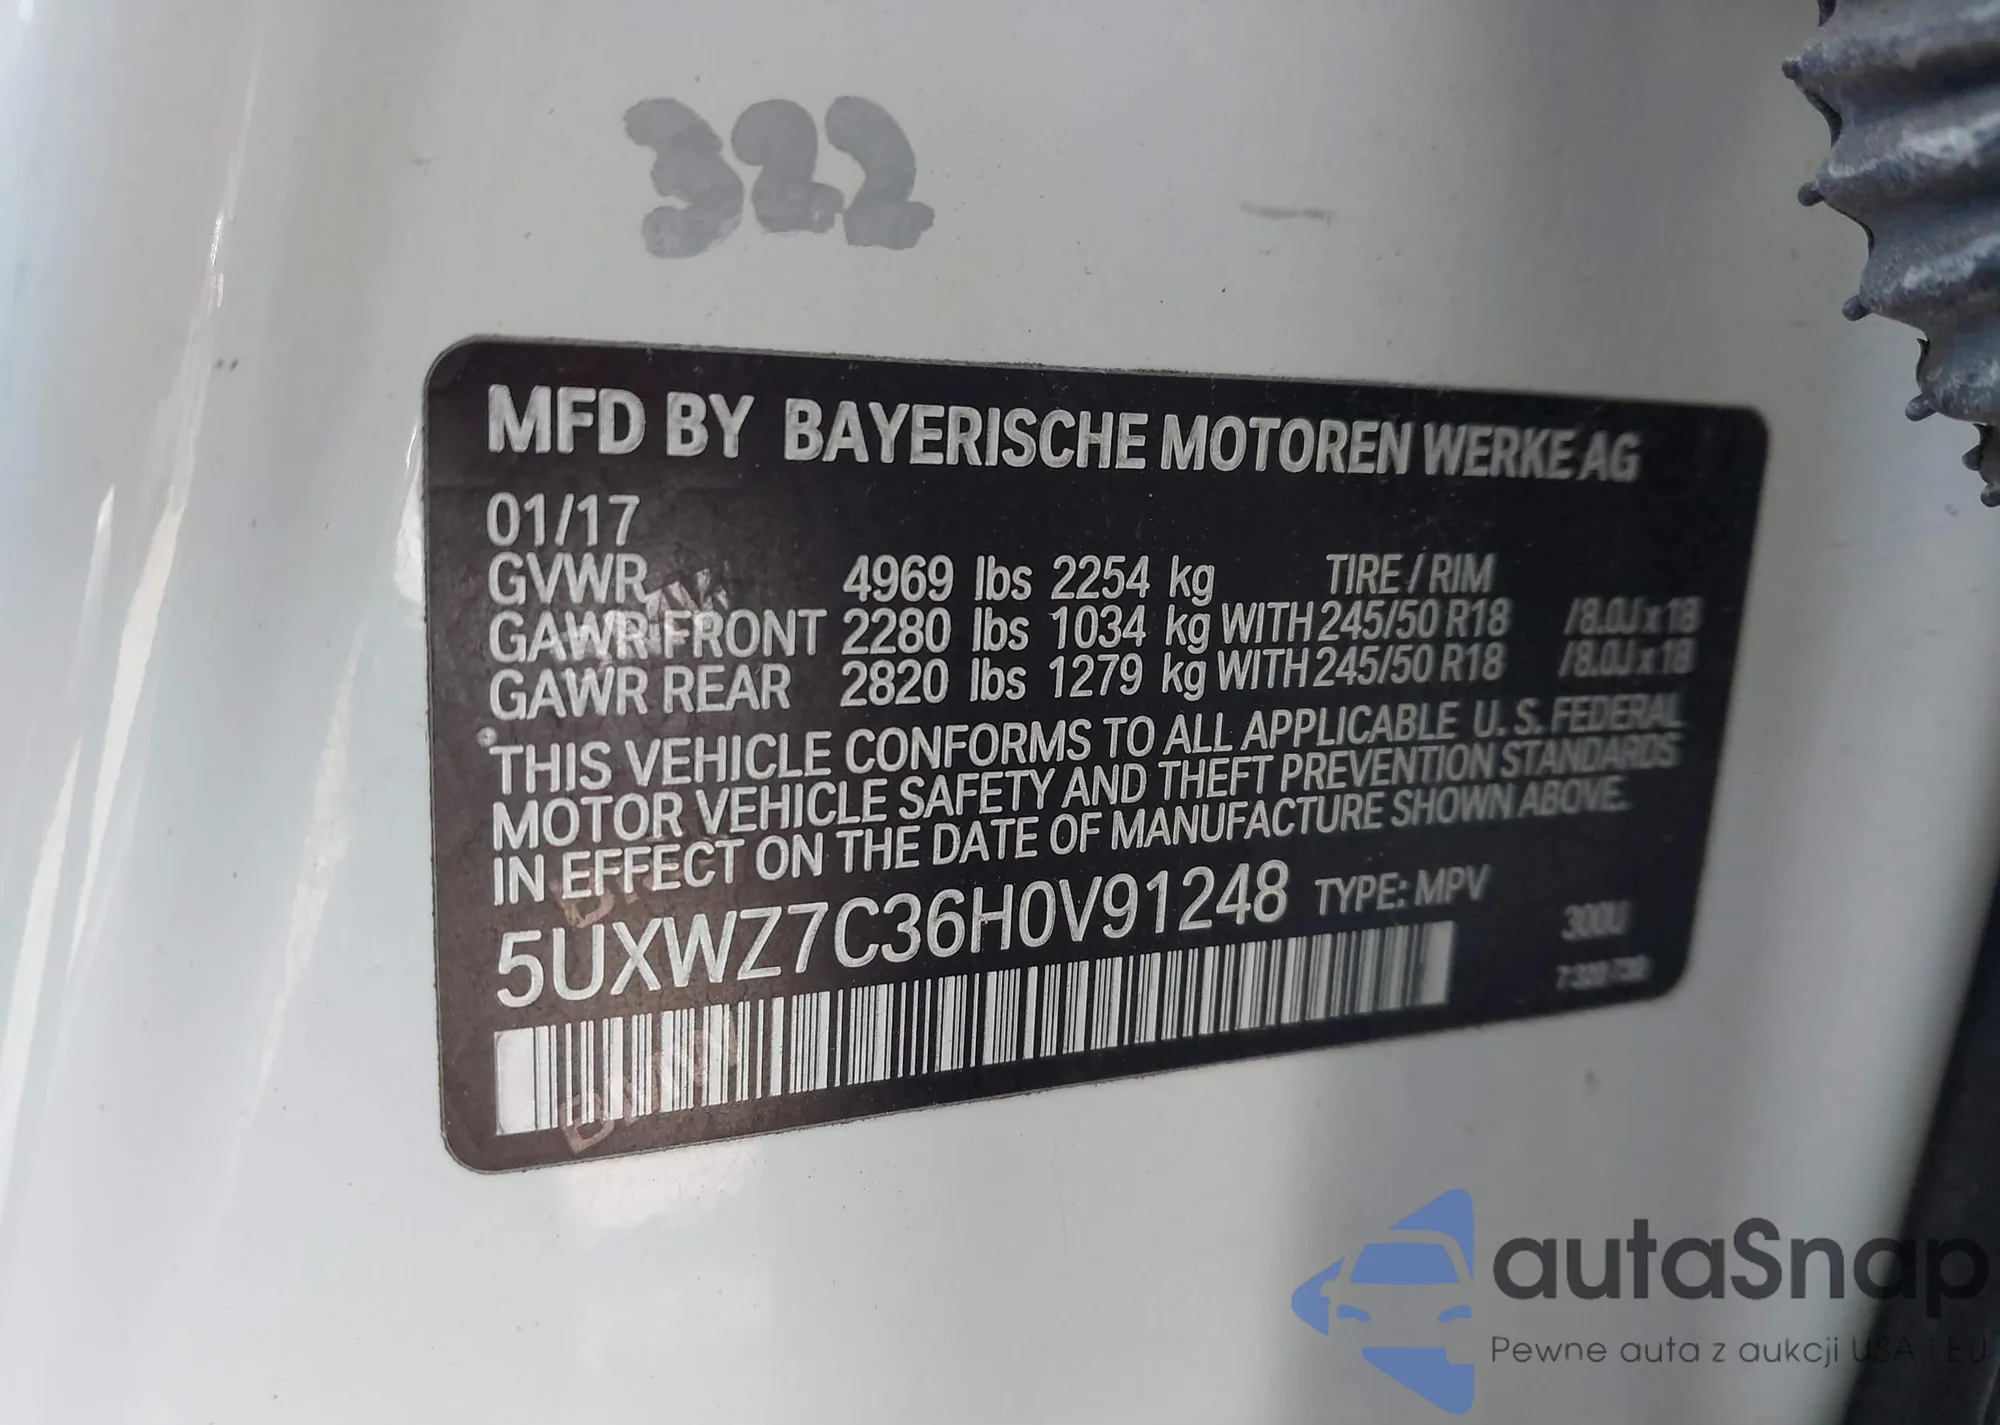 322
MFD BY BAYERISCHE MOTOREN WERKE AG
01/17
GVWR 4969 lbs 2254 kg TIRE / RIM
GAWR FRONT 2280 lbs 1034 kg WITH 245/50 R18 /8.0J x 18
GAWR REAR 2820 lbs 1279 kg WITH 245/50 R18 /8.0J x 18
THIS VEHICLE CONFORMS TO ALL APPLICABLE U. S. FEDERAL
MOTOR VEHICLE SAFETY AND THEFT PREVENTION STANDARDS
IN EFFECT ON THE DATE OF MANUFACTURE SHOWN ABOVE.
5UXWZ7C36H0V91248 TYPE: MPV
300U
autaSnap
Pewne auta z aukcji USA i EU